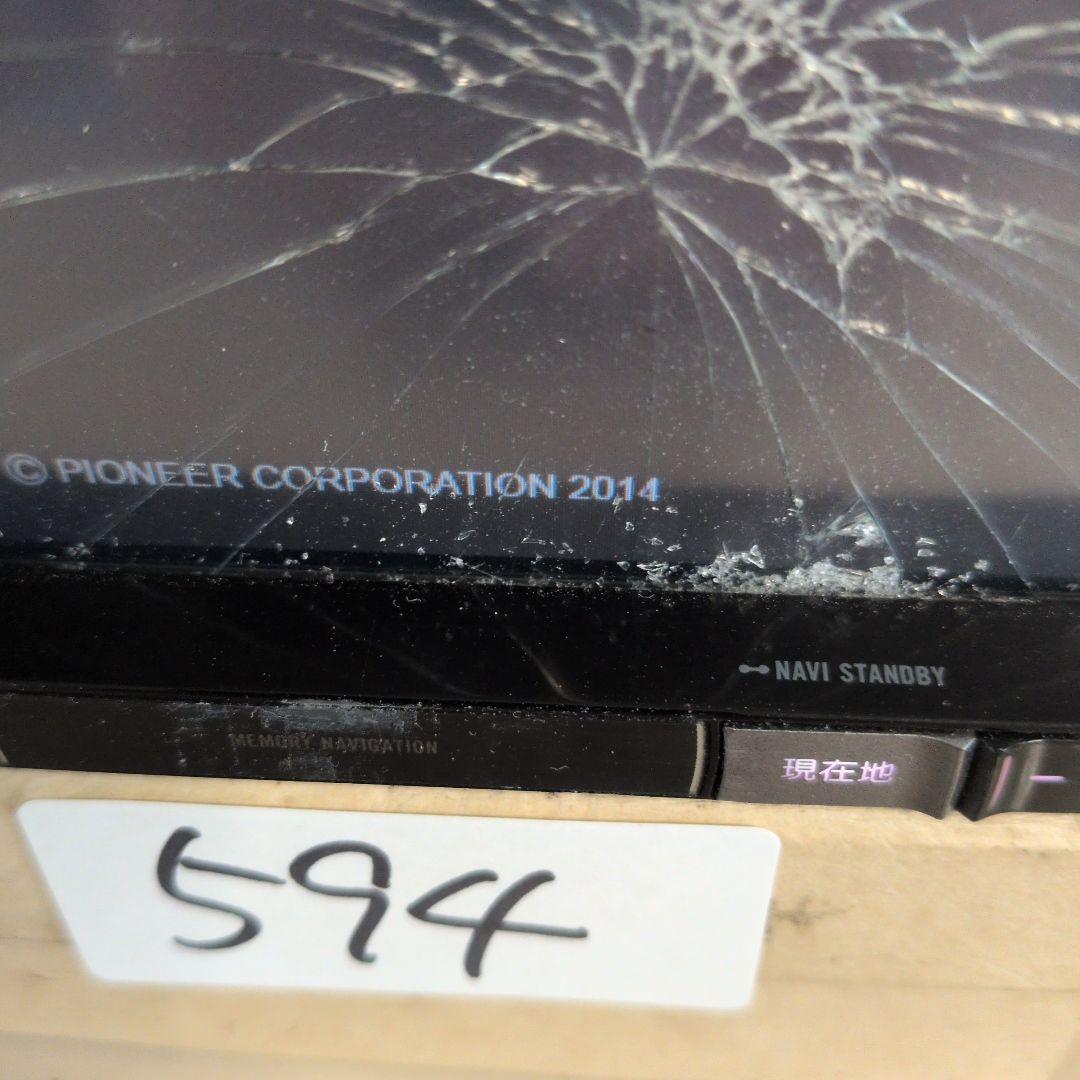 © PIONEER CORPORATION 2014
NAVI STANDBY
MEMORY NAVIGATION
現在地
594